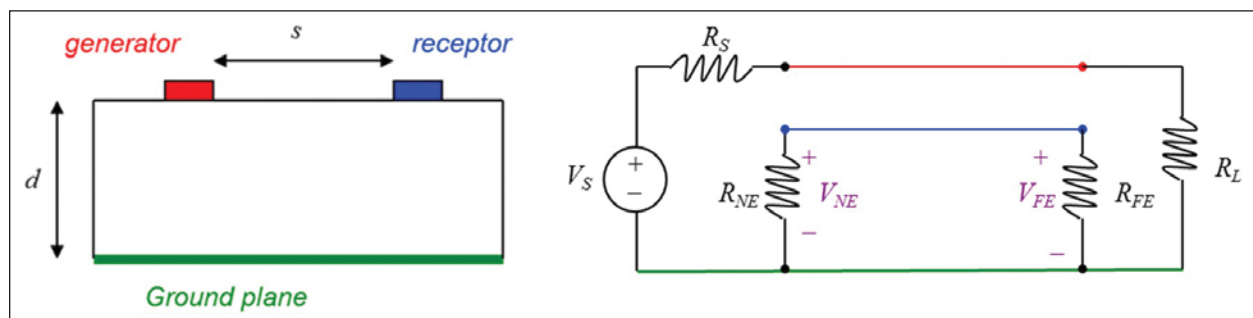 generator
s
receptor
d
Ground plane
R_S
V_S
+
−
R_NE
+
V_NE
−
+
V_FE
−
R_FE
R_L